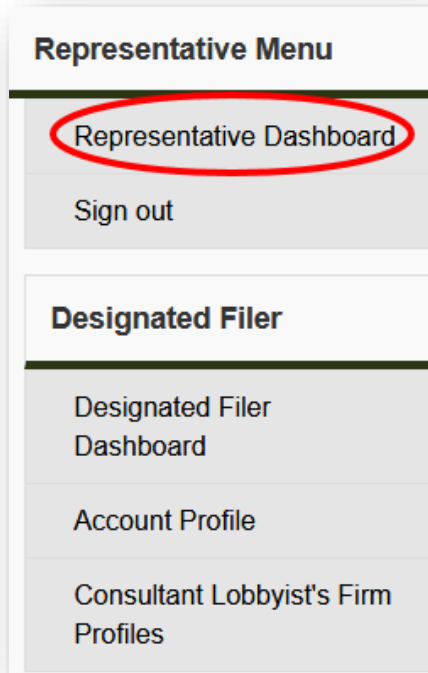 Representative Menu
Representative Dashboard
Sign out
Designated Filer
Designated Filer
Dashboard
Account Profile
Consultant Lobbyist's Firm
Profiles